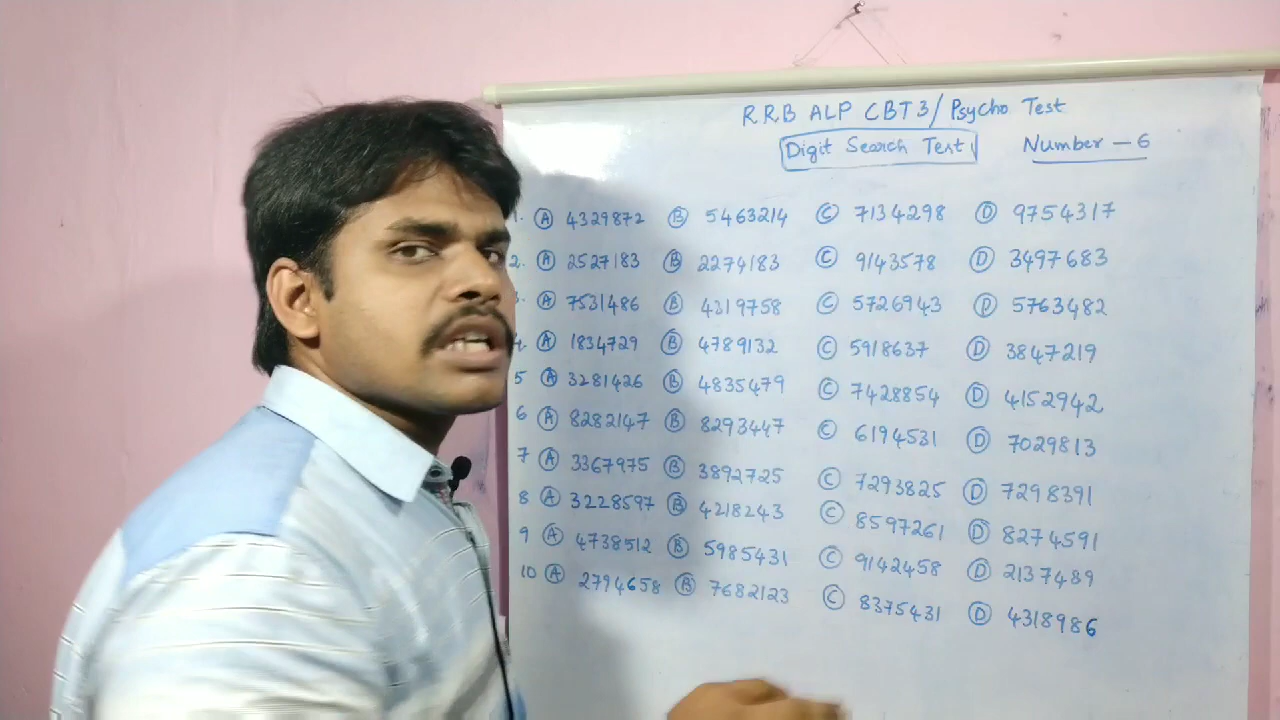 RRB ALP CBT3/ Psycho Test
Digit Search Test Number - 6
1. A 4329872 B 5463214 C 7134298 D 9754317
2. A 2527183 B 2274183 C 9143578 D 3497683
3. A 7531486 B 4319758 C 5726943 D 5763482
4. A 1834729 B 4789132 C 5918637 D 3847219
5 A 3281426 B 4835479 C 7428854 D 4152942
6 A 8282147 B 8293447 C 6194531 D 7029813
7 A 3367975 B 3892725 C 7293825 D 7298391
8 A 3228597 B 4218243 C 8597261 D 8274591
9 A 4738512 B 5985431 C 9142458 D 2137489
10 A 2794658 B 7682123 C 8375431 D 4318986